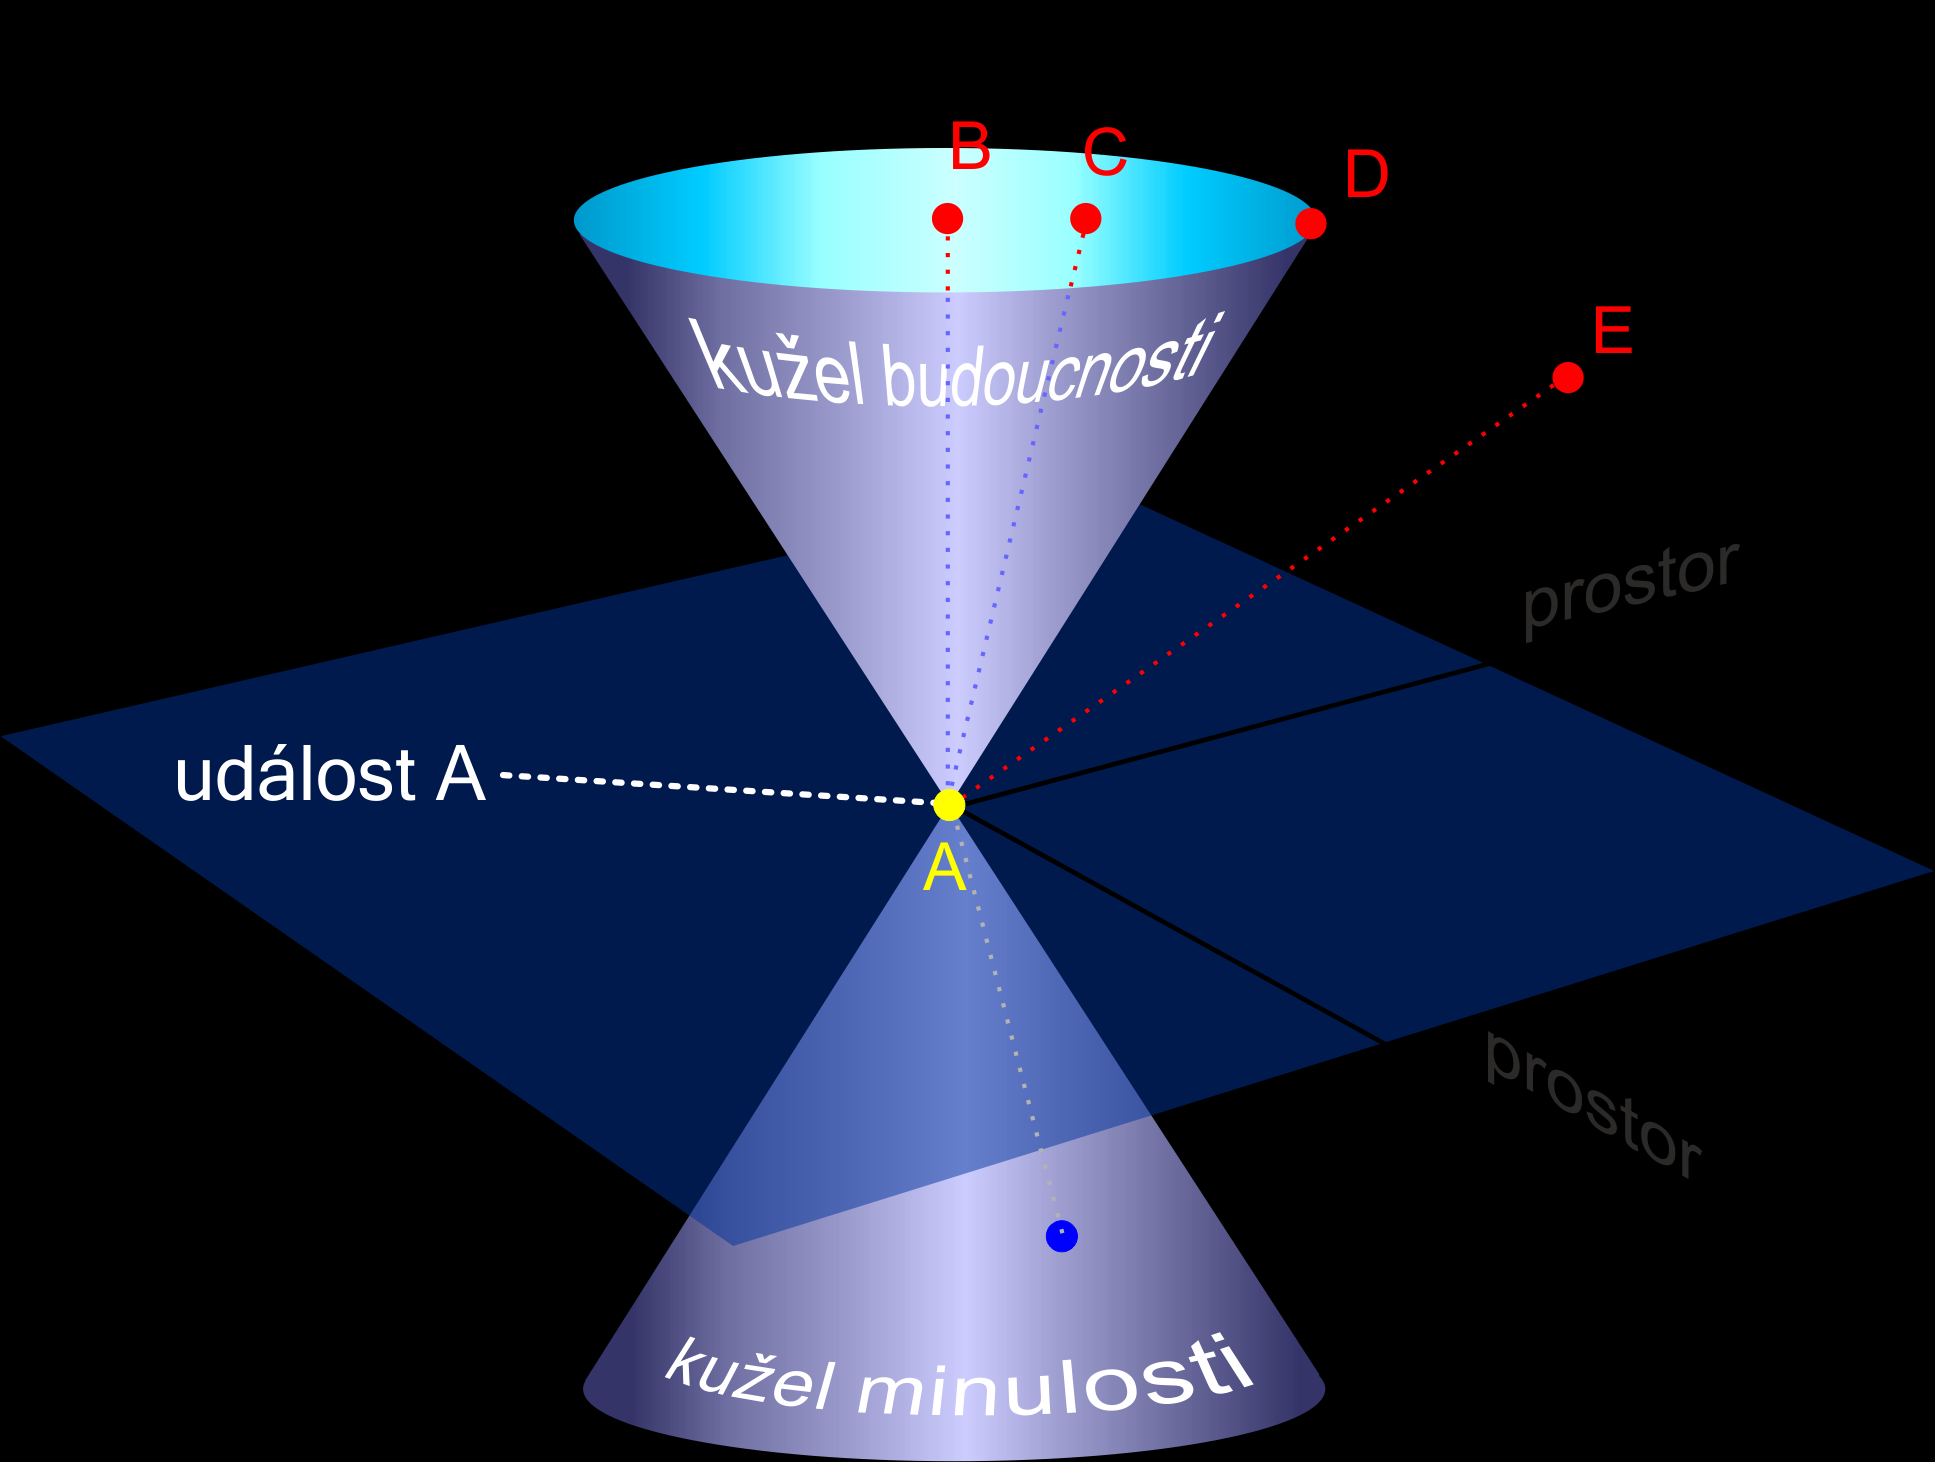 B
C
D
E
kužel budoucnosti
prostor
událost A
A
prostor
kužel minulosti